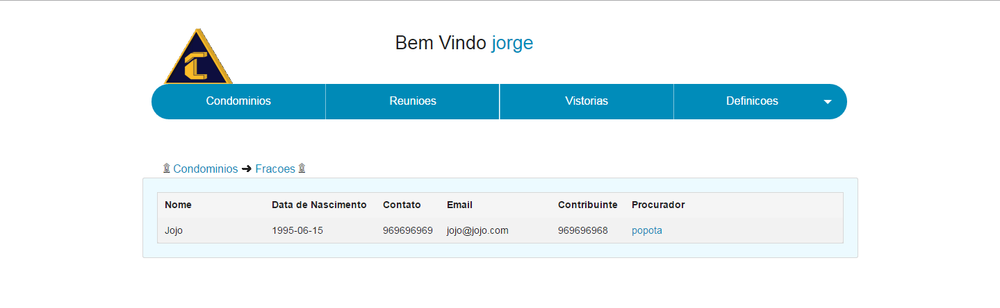 Bem Vindo jorge
Condominios Reunioes Vistorias Definicoes
Condominios ➔ Fracoes
Nome Data de Nascimento Contato Email Contribuinte Procurador
Jojo 1995-06-15 969696969 jojo@jojo.com 969696968 popota